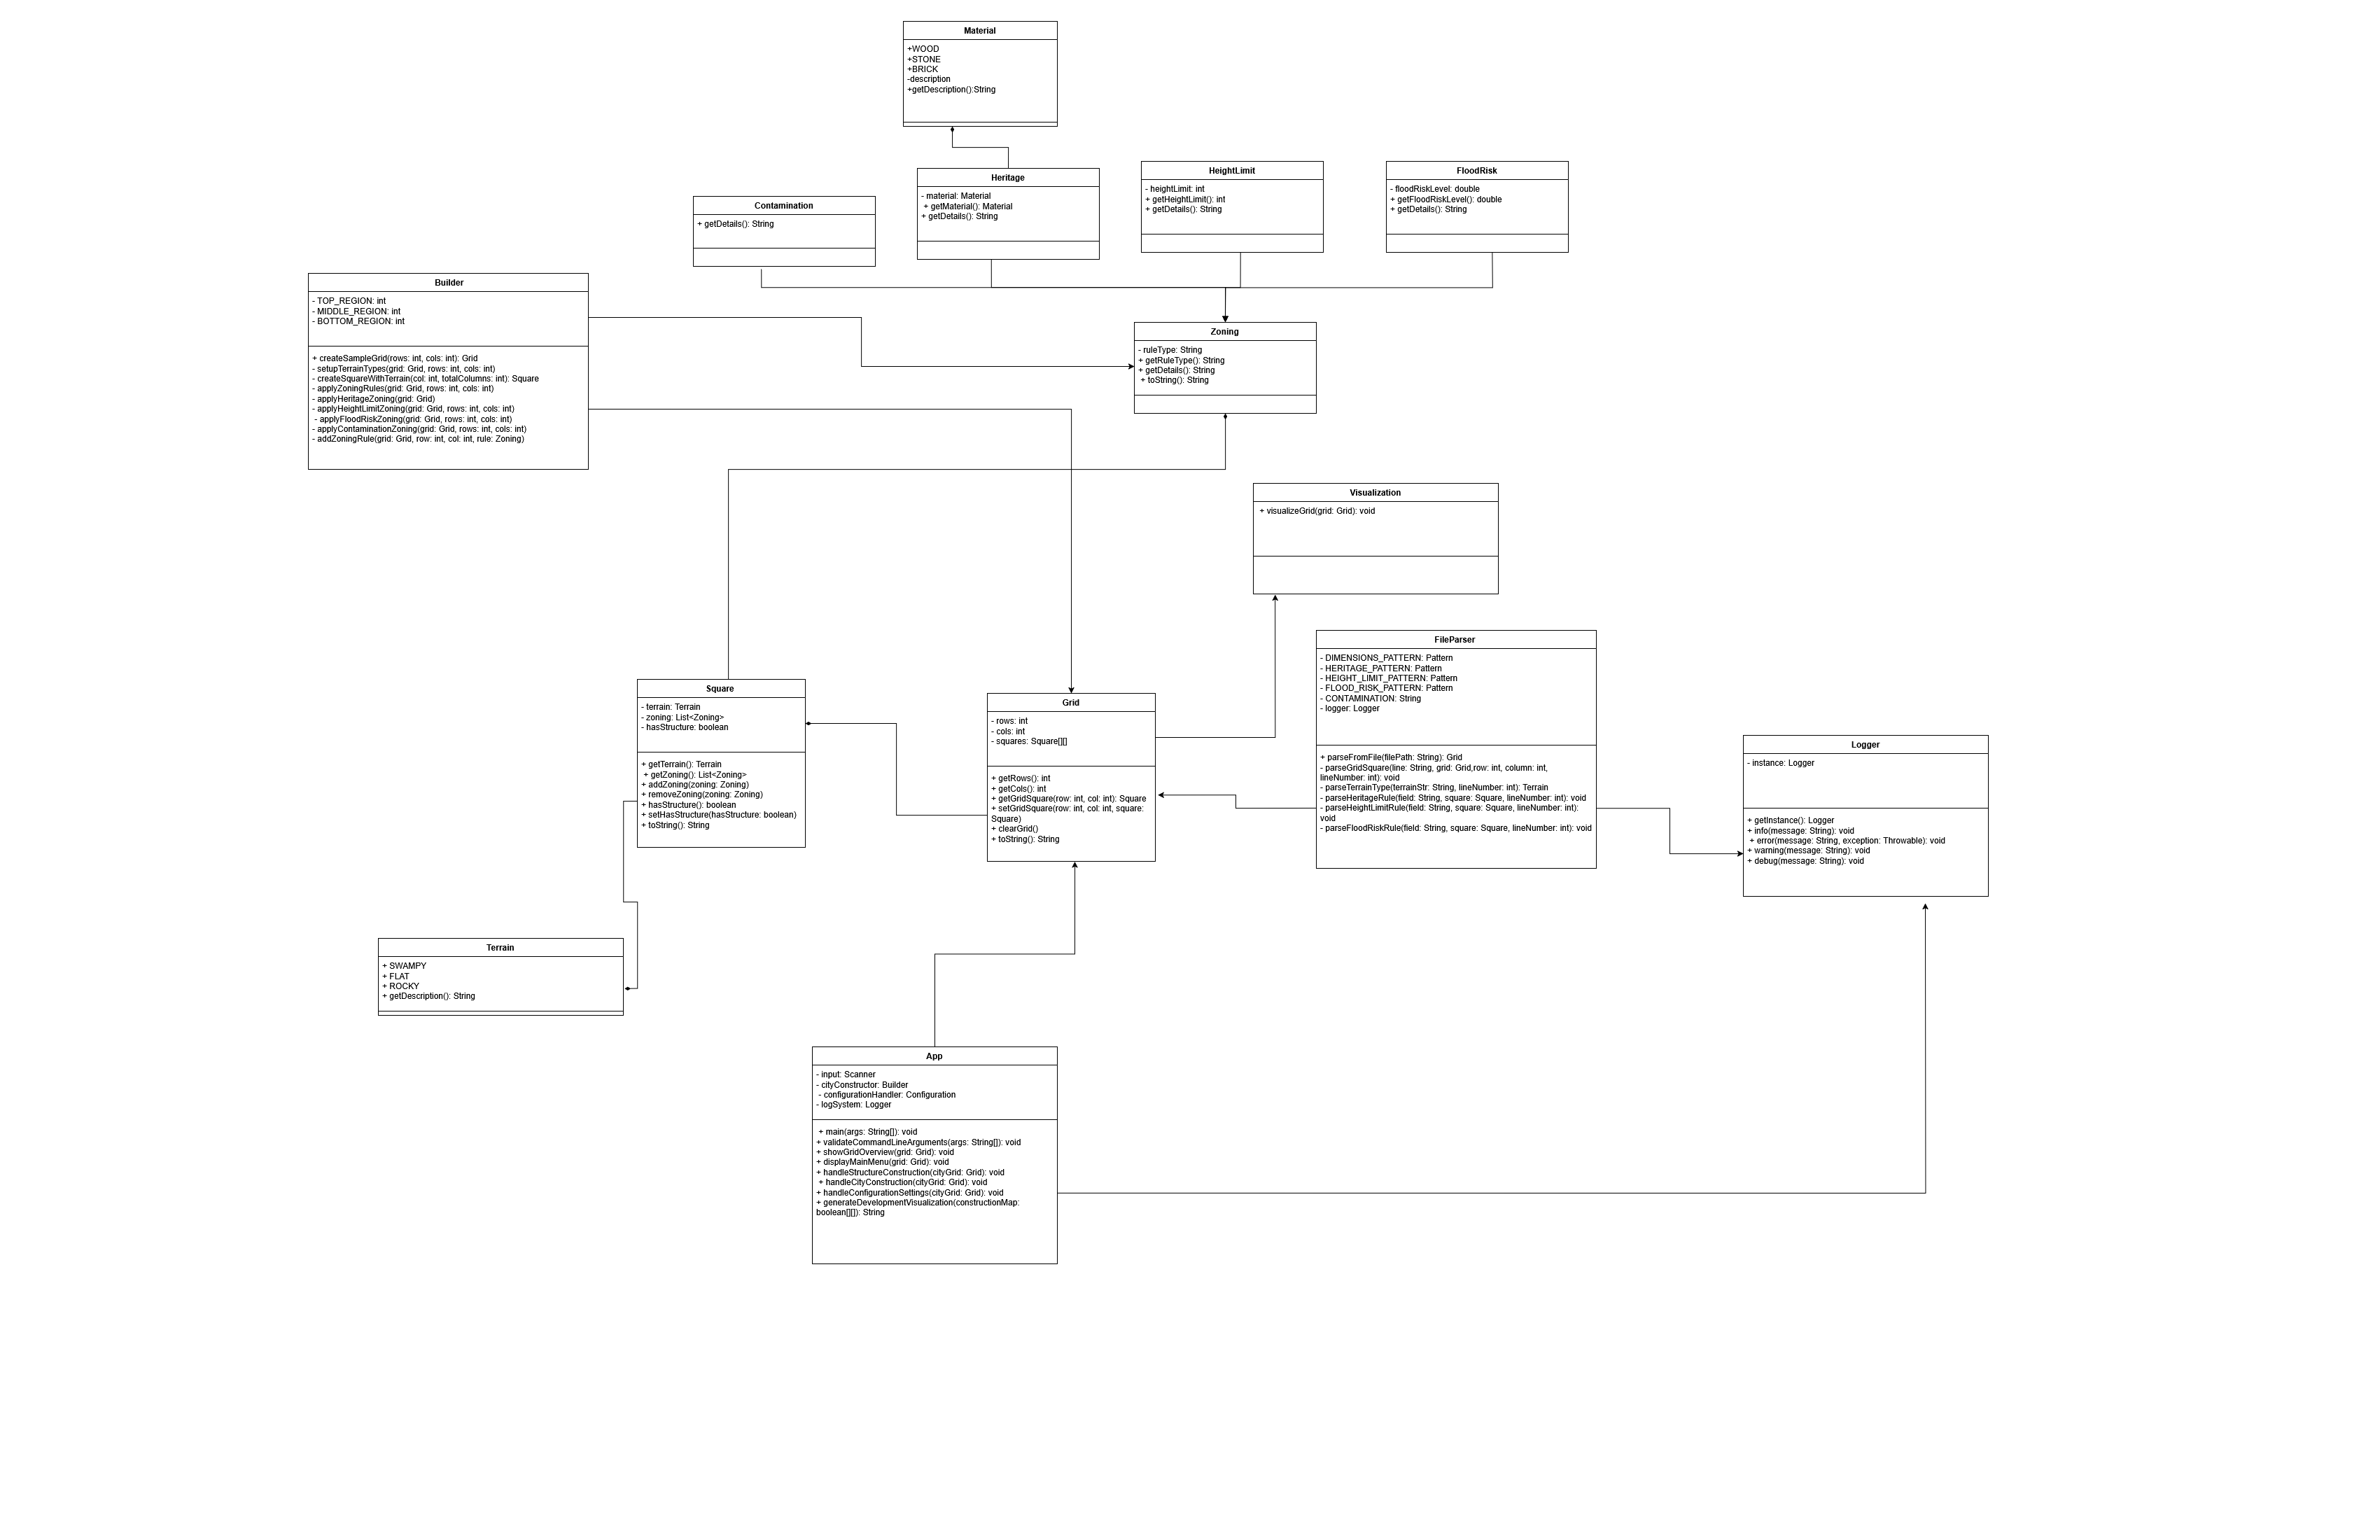 Material
+WOOD
+STONE
+BRICK
-description
+getDescription():String
Heritage
- material: Material
+ getMaterial(): Material
+ getDetails(): String
HeightLimit
- heightLimit: int
+ getHeightLimit(): int
+ getDetails(): String
FloodRisk
- floodRiskLevel: double
+ getFloodRiskLevel(): double
+ getDetails(): String
Contamination
+ getDetails(): String
Builder
- TOP_REGION: int
- MIDDLE_REGION: int
- BOTTOM_REGION: int
+ createSampleGrid(rows: int, cols: int): Grid
- setupTerrainTypes(grid: Grid, rows: int, cols: int)
- createSquareWithTerrain(col: int, totalColumns: int): Square
- applyZoningRules(grid: Grid, rows: int, cols: int)
- applyHeritageZoning(grid: Grid)
- applyHeightLimitZoning(grid: Grid, rows: int, cols: int)
- applyFloodRiskZoning(grid: Grid, rows: int, cols: int)
- applyContaminationZoning(grid: Grid, rows: int, cols: int)
- addZoningRule(grid: Grid, row: int, col: int, rule: Zoning)
Zoning
- ruleType: String
+ getRuleType(): String
+ getDetails(): String
+ toString(): String
Visualization
+ visualizeGrid(grid: Grid): void
FileParser
- DIMENSIONS_PATTERN: Pattern
- HERITAGE_PATTERN: Pattern
- HEIGHT_LIMIT_PATTERN: Pattern
- FLOOD_RISK_PATTERN: Pattern
- CONTAMINATION: String
- logger: Logger
+ parseFromFile(filePath: String): Grid
- parseGridSquare(line: String, grid: Grid,row: int, column: int,
lineNumber: int): void
- parseTerrainType(terrainStr: String, lineNumber: int): Terrain
- parseHeritageRule(field: String, square: Square, lineNumber: int): void
- parseHeightLimitRule(field: String, square: Square, lineNumber: int):
void
- parseFloodRiskRule(field: String, square: Square, lineNumber: int): void
Square
- terrain: Terrain
- zoning: List<Zoning>
- hasStructure: boolean
+ getTerrain(): Terrain
+ getZoning(): List<Zoning>
+ addZoning(zoning: Zoning)
+ removeZoning(zoning: Zoning)
+ hasStructure(): boolean
+ setHasStructure(hasStructure: boolean)
+ toString(): String
Grid
- rows: int
- cols: int
- squares: Square[][]
+ getRows(): int
+ getCols(): int
+ getGridSquare(row: int, col: int): Square
+ setGridSquare(row: int, col: int, square:
Square)
+ clearGrid()
+ toString(): String
Logger
- instance: Logger
+ getInstance(): Logger
+ info(message: String): void
+ error(message: String, exception: Throwable): void
+ warning(message: String): void
+ debug(message: String): void
Terrain
+ SWAMPY
+ FLAT
+ ROCKY
+ getDescription(): String
App
- input: Scanner
- cityConstructor: Builder
- configurationHandler: Configuration
- logSystem: Logger
+ main(args: String[]): void
+ validateCommandLineArguments(args: String[]): void
+ showGridOverview(grid: Grid): void
+ displayMainMenu(grid: Grid): void
+ handleStructureConstruction(cityGrid: Grid): void
+ handleCityConstruction(cityGrid: Grid): void
+ handleConfigurationSettings(cityGrid: Grid): void
+ generateDevelopmentVisualization(constructionMap:
boolean[][]): String